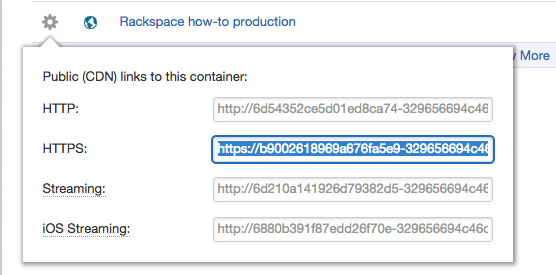 Rackspace how-to production
y More
Public (CDN) links to this container:
HTTP: http://6d54352ce5d01ed8ca74-329656694c46
HTTPS: https://b9002618969a676fa5e9-329656694c46
Streaming: http://6d210a141926d79382d5-329656694c46
iOS Streaming: http://6880b391f87edd26f70e-329656694c46c